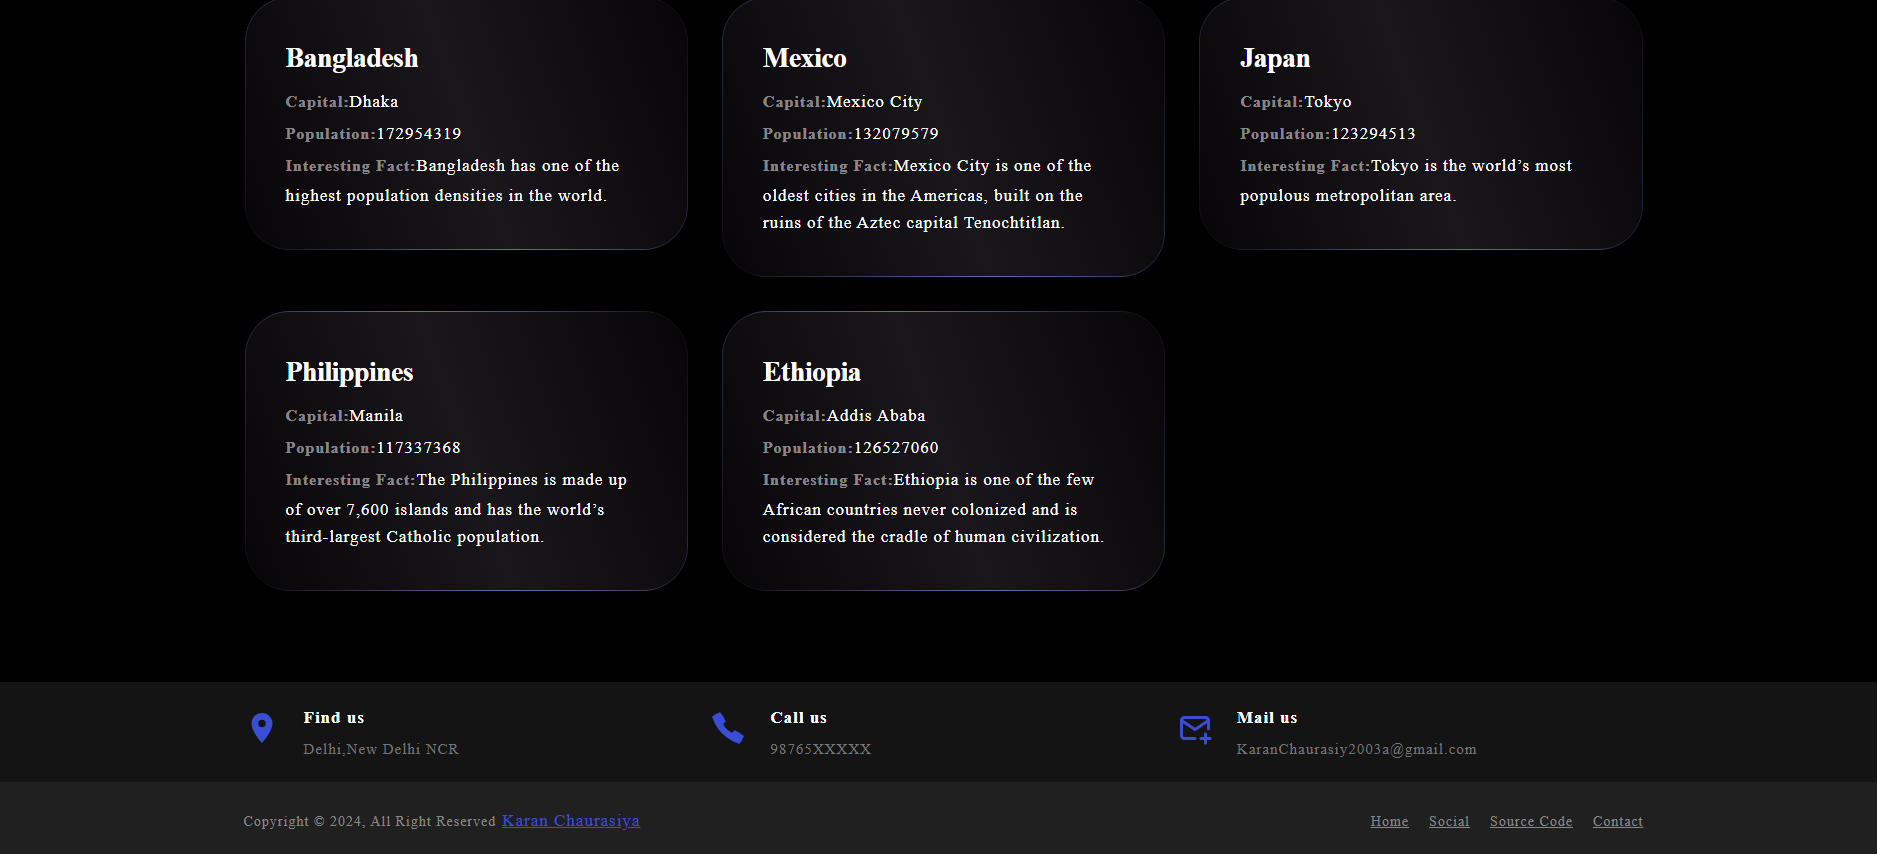 Bangladesh
Capital:Dhaka
Population:172954319
Interesting Fact:Bangladesh has one of the
highest population densities in the world.
Mexico
Capital:Mexico City
Population:132079579
Interesting Fact:Mexico City is one of the
oldest cities in the Americas, built on the
ruins of the Aztec capital Tenochtitlan.
Japan
Capital:Tokyo
Population:123294513
Interesting Fact:Tokyo is the world’s most
populous metropolitan area.
Philippines
Capital:Manila
Population:117337368
Interesting Fact:The Philippines is made up
of over 7,600 islands and has the world’s
third-largest Catholic population.
Ethiopia
Capital:Addis Ababa
Population:126527060
Interesting Fact:Ethiopia is one of the few
African countries never colonized and is
considered the cradle of human civilization.
Find us
Delhi,New Delhi NCR
Call us
98765XXXXX
Mail us
KaranChaurasiy2003a@gmail.com
Copyright © 2024, All Right Reserved Karan Chaurasiya
Home Social Source Code Contact